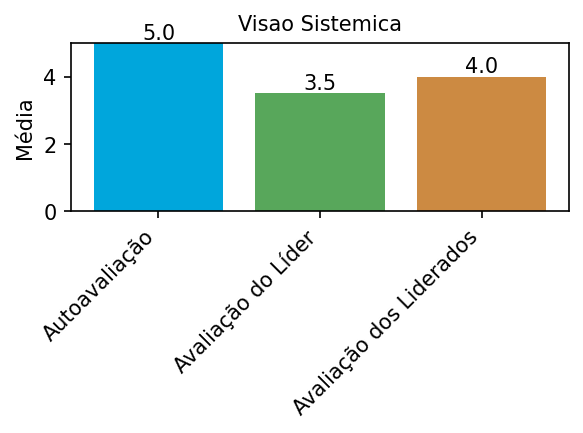 Visao Sistemica
5.0
3.5
4.0
Média
4
2
0
Autoavaliação
Avaliação do Líder
Avaliação dos Liderados